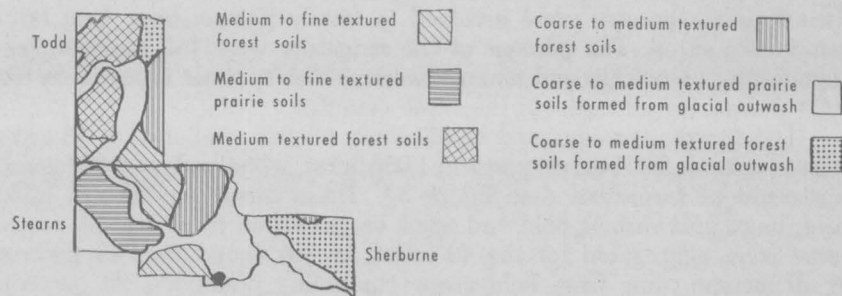 Todd
Stearns
Sherburne
Medium to fine textured
forest soils
Medium to fine textured
prairie soils
Medium textured forest soils
Coarse to medium textured
forest soils
Coarse to medium textured prairie
soils formed from glacial outwash
Coarse to medium textured forest
soils formed from glacial outwash